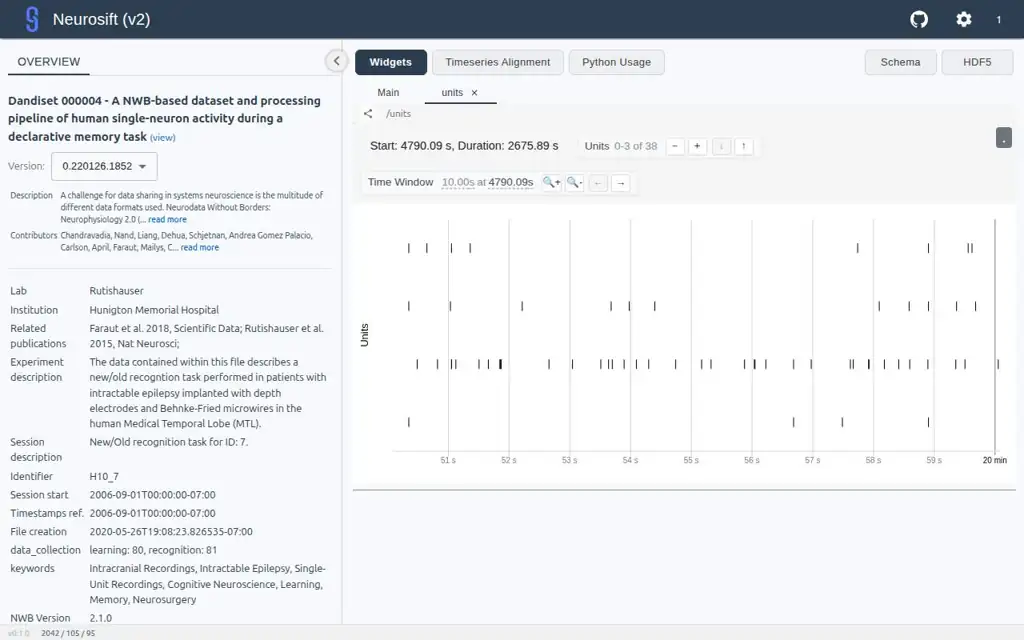 Neurosift (v2)
1
OVERVIEW
Dandiset 000004 - A NWB-based dataset and processing
pipeline of human single-neuron activity during a
declarative memory task (view)
Version: 0.220126.1852
Description A challenge for data sharing in systems neuroscience is the multitude of
different data formats used. Neurodata Without Borders:
Neurophysiology 2.0 (... read more
Contributors Chandravadia, Nand, Liang, Dehua, Schjetnan, Andrea Gomez Palacio,
Carlson, April, Faraut, Mailys, C... read more
Lab Rutishauser
Institution Hunigton Memorial Hospital
Related publications Faraut et al. 2018, Scientific Data; Rutishauser et al.
2015, Nat Neurosci;
Experiment description The data contained within this file describes a
new/old recogntion task performed in patients with
intractable epilepsy implanted with depth
electrodes and Behnke-Fried microwires in the
human Medical Temporal Lobe (MTL).
Session description New/Old recognition task for ID: 7.
Identifier H10_7
Session start 2006-09-01T00:00:00-07:00
Timestamps ref. 2006-09-01T00:00:00-07:00
File creation 2020-05-26T19:08:23.826535-07:00
data_collection learning: 80, recognition: 81
keywords Intracranial Recordings, Intractable Epilepsy, Single-
Unit Recordings, Cognitive Neuroscience, Learning,
Memory, Neurosurgery
NWB Version 2.1.0
v0.1.0 2042 / 105 / 95
Widgets Timeseries Alignment Python Usage Schema HDF5
Main units ×
/units
Start: 4790.09 s, Duration: 2675.89 s Units 0-3 of 38 - + ↓ ↑
.
Time Window 10.00s at 4790.09s 🔍+ 🔍- ← →
Units
51 s 52 s 53 s 54 s 55 s 56 s 57 s 58 s 59 s 20 min